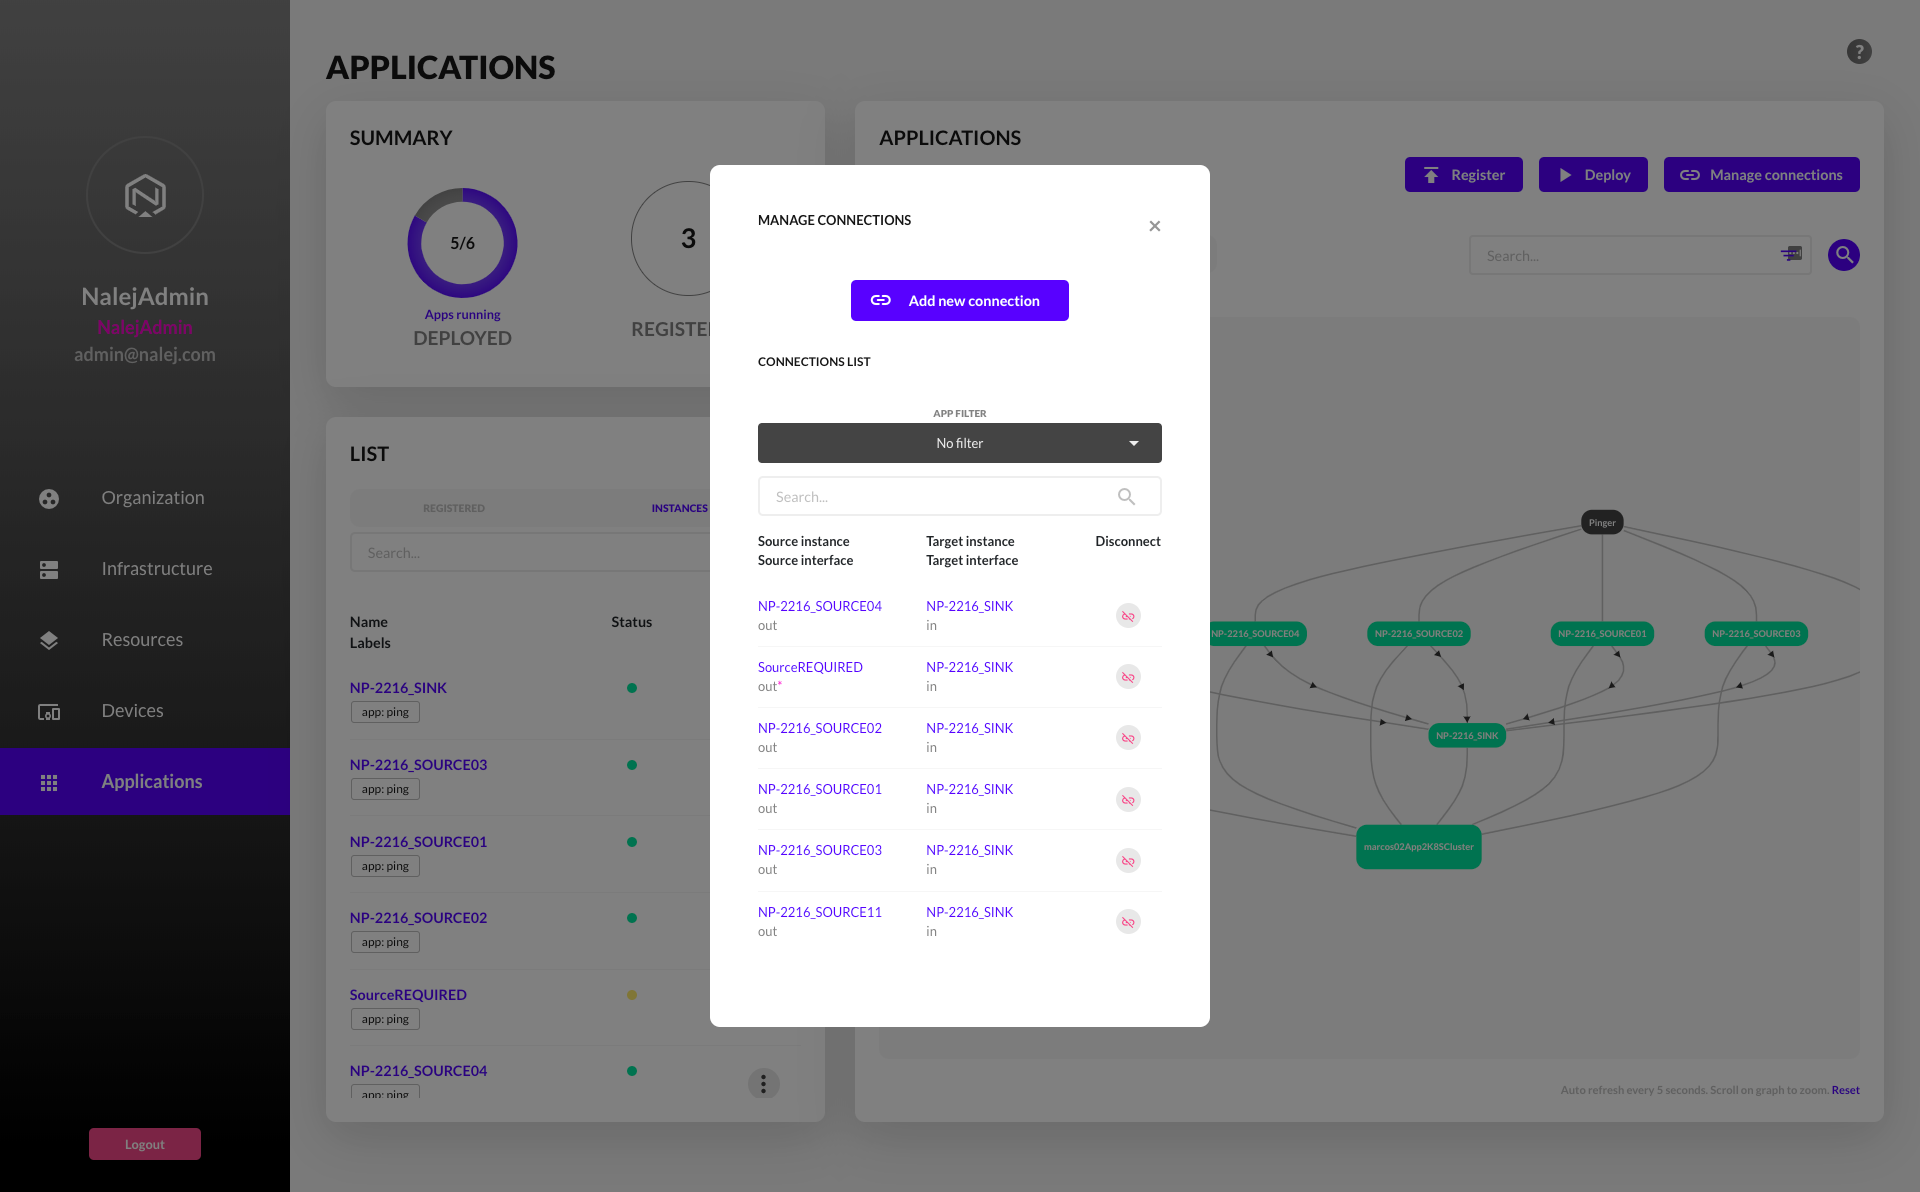 NalejAdmin
NalejAdmin
admin@nalej.com
Organization
Infrastructure
Resources
Devices
Applications
Logout
APPLICATIONS
?
SUMMARY
5/6
Apps running
DEPLOYED
3
LIST
REGISTERED
INSTANCES
Search...
Name
Labels
Status
NP-2216_SINK
app: ping
NP-2216_SOURCE03
app: ping
NP-2216_SOURCE01
app: ping
NP-2216_SOURCE02
app: ping
SourceREQUIRED
app: ping
NP-2216_SOURCE04
app: ping
MANAGE CONNECTIONS
×
Add new connection
CONNECTIONS LIST
APP FILTER
No filter
Search...
Source instance Target instance Disconnect
Source interface Target interface
NP-2216_SOURCE04 NP-2216_SINK
out in
SourceREQUIRED NP-2216_SINK
out* in
NP-2216_SOURCE02 NP-2216_SINK
out in
NP-2216_SOURCE01 NP-2216_SINK
out in
NP-2216_SOURCE03 NP-2216_SINK
out in
NP-2216_SOURCE11 NP-2216_SINK
out in
APPLICATIONS
Register
Deploy
Manage connections
Search...
Pinger
NP-2216_SOURCE04
NP-2216_SOURCE02
NP-2216_SOURCE01
NP-2216_SOURCE03
NP-2216_SINK
marcos02App2K8SCluster
Auto refresh every 5 seconds. Scroll on graph to zoom. Reset